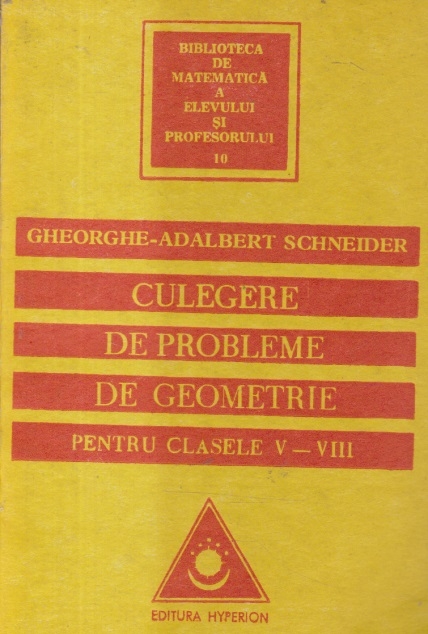 BIBLIOTECA
DE
MATEMATICĂ
A
ELEVULUI
ȘI
PROFESORULUI
10
GHEORGHE-ADALBERT SCHNEIDER
CULEGERE
DE PROBLEME
DE GEOMETRIE
PENTRU CLASELE V — VIII
EDITURA HYPERION